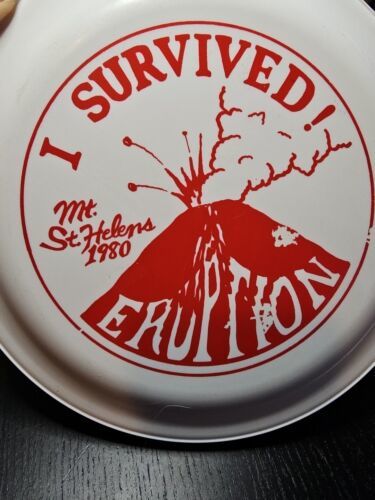 I SURVIVED!
Mt.
St. Helens
1980
ERUPTION